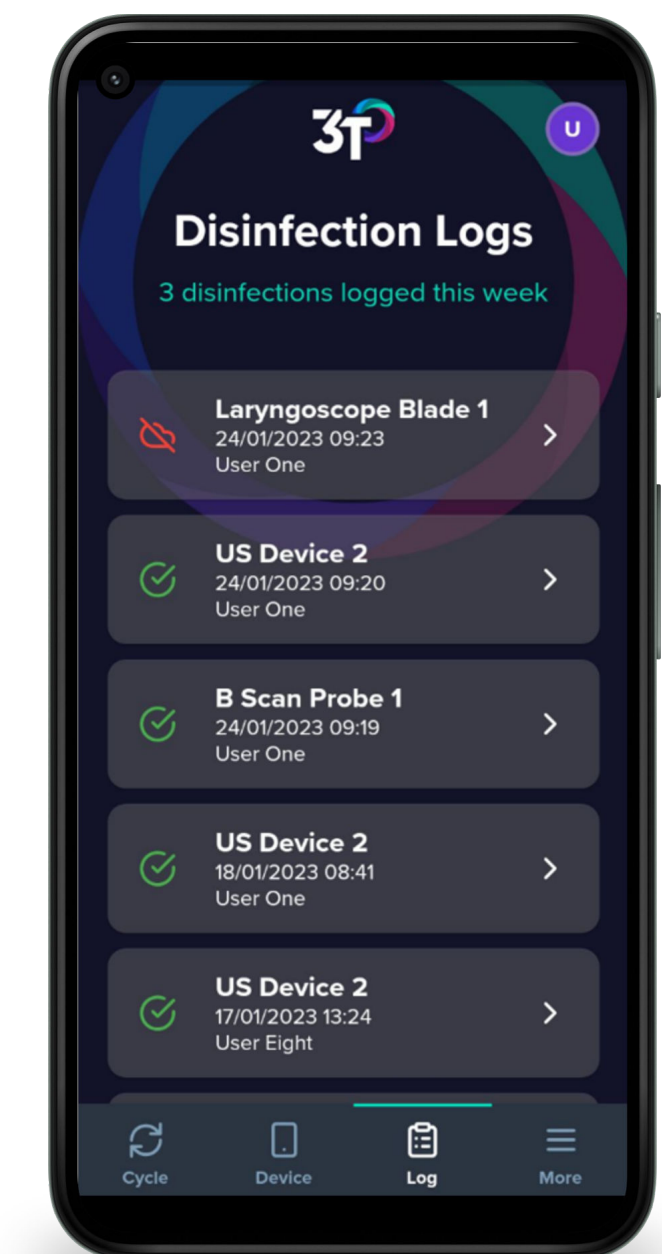 3T
U
Disinfection Logs
3 disinfections logged this week
Laryngoscope Blade 1
24/01/2023 09:23
User One
US Device 2
24/01/2023 09:20
User One
B Scan Probe 1
24/01/2023 09:19
User One
US Device 2
18/01/2023 08:41
User One
US Device 2
17/01/2023 13:24
User Eight
Cycle
Device
Log
More